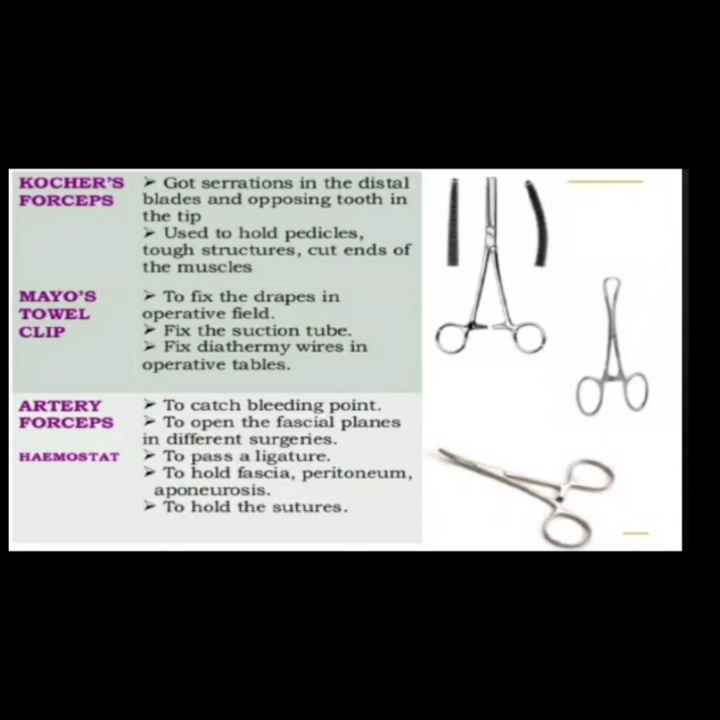 KOCHER'S FORCEPS
➢ Got serrations in the distal
blades and opposing tooth in
the tip
➢ Used to hold pedicles,
tough structures, cut ends of
the muscles
MAYO'S TOWEL CLIP
➢ To fix the drapes in
operative field.
➢ Fix the suction tube.
➢ Fix diathermy wires in
operative tables.
ARTERY FORCEPS
HAEMOSTAT
➢ To catch bleeding point.
➢ To open the fascial planes
in different surgeries.
➢ To pass a ligature.
➢ To hold fascia, peritoneum,
aponeurosis.
➢ To hold the sutures.